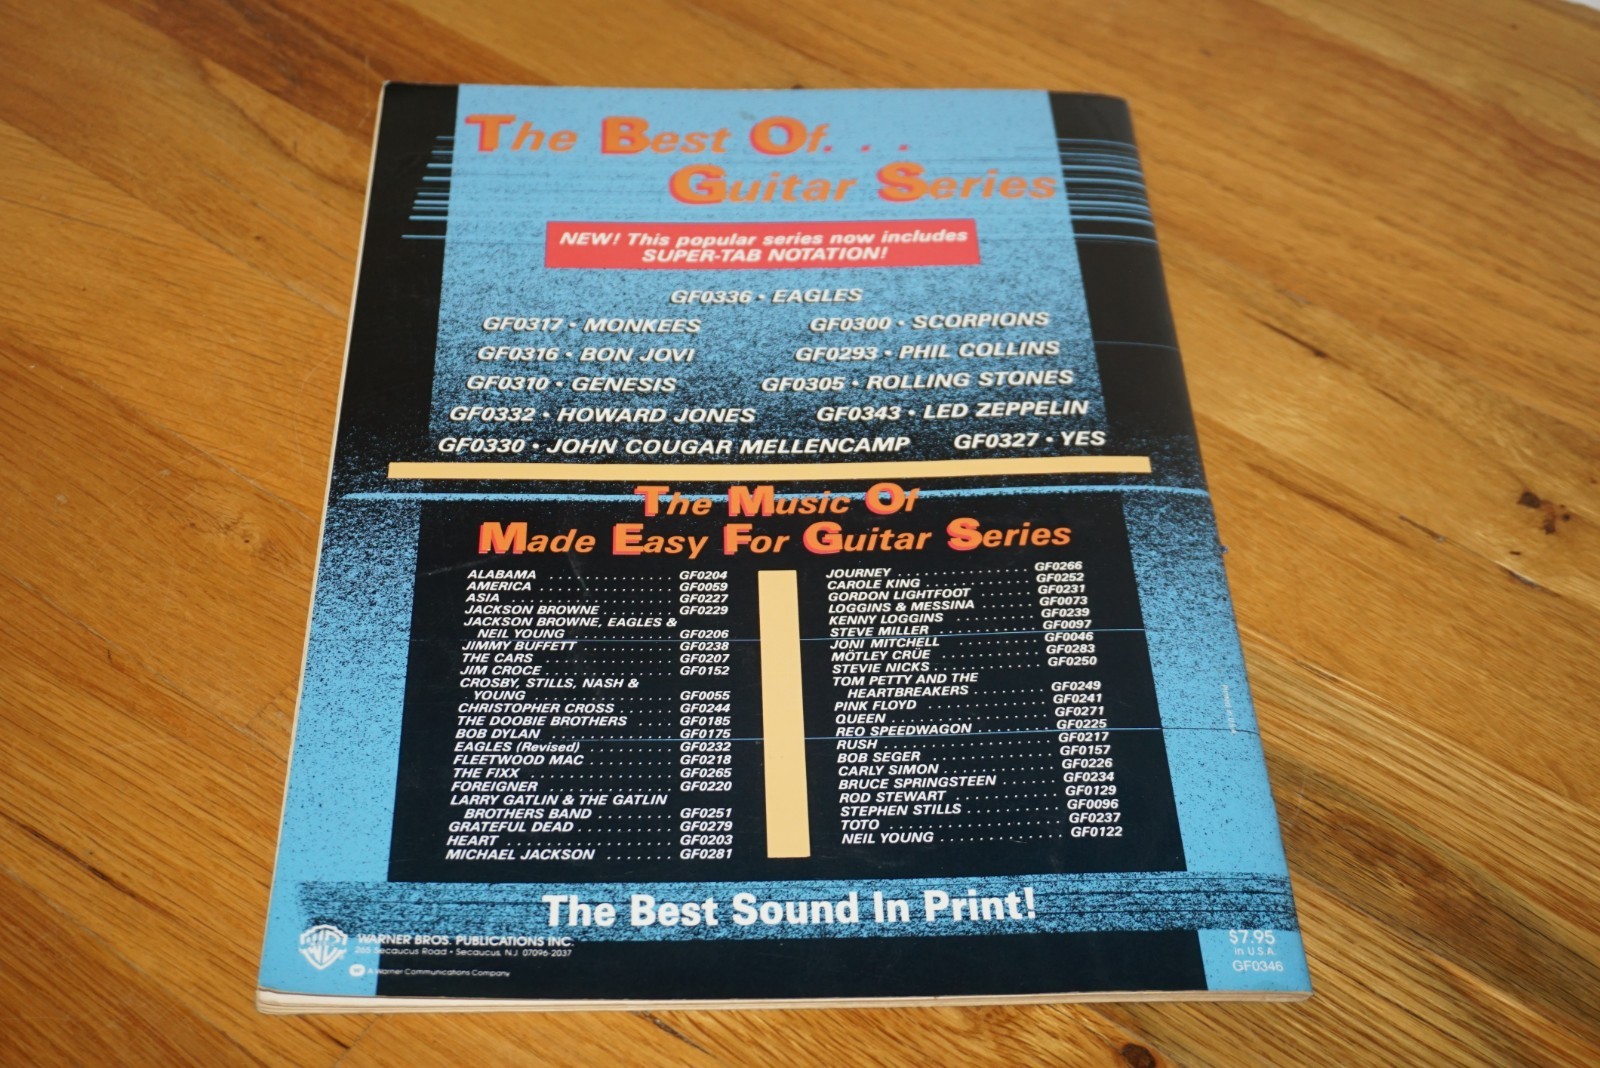 The Best Of. . .
Guitar Series
NEW! This popular series now includes
SUPER-TAB NOTATION!
GF0336 • EAGLES
GF0317 • MONKEES
GF0300 • SCORPIONS
GF0316 • BON JOVI
GF0293 • PHIL COLLINS
GF0310 • GENESIS
GF0305 • ROLLING STONES
GF0332 • HOWARD JONES
GF0343 • LED ZEPPELIN
GF0330 • JOHN COUGAR MELLENCAMP
GF0327 • YES
The Music Of
Made Easy For Guitar Series
ALABAMA . . . . . . . . . . . . . GF0204
AMERICA . . . . . . . . . . . . . GF0059
ASIA . . . . . . . . . . . . . . . . GF0227
JACKSON BROWNE . . . . . . . GF0229
JACKSON BROWNE, EAGLES &
NEIL YOUNG . . . . . . . . . . GF0206
JIMMY BUFFETT . . . . . . . . . GF0238
THE CARS . . . . . . . . . . . . . GF0207
JIM CROCE . . . . . . . . . . . . GF0152
CROSBY, STILLS, NASH &
YOUNG . . . . . . . . . . . . . . GF0055
CHRISTOPHER CROSS . . . . . GF0244
THE DOOBIE BROTHERS . . . . GF0185
BOB DYLAN . . . . . . . . . . . . GF0175
EAGLES (Revised) . . . . . . . . GF0232
FLEETWOOD MAC . . . . . . . . GF0218
THE FIXX . . . . . . . . . . . . . . GF0265
FOREIGNER . . . . . . . . . . . . GF0220
LARRY GATLIN & THE GATLIN
BROTHERS BAND . . . . . . . GF0251
GRATEFUL DEAD . . . . . . . . . GF0279
HEART . . . . . . . . . . . . . . . GF0203
MICHAEL JACKSON . . . . . . . GF0281
JOURNEY . . . . . . . . . . . . . GF0266
CAROLE KING . . . . . . . . . . . GF0252
GORDON LIGHTFOOT . . . . . . GF0231
LOGGINS & MESSINA . . . . . . GF0073
KENNY LOGGINS . . . . . . . . . GF0239
STEVE MILLER . . . . . . . . . . . GF0097
JONI MITCHELL . . . . . . . . . . GF0046
MÖTLEY CRÜE . . . . . . . . . . . GF0283
STEVIE NICKS . . . . . . . . . . . GF0250
TOM PETTY AND THE
HEARTBREAKERS . . . . . . . . GF0249
PINK FLOYD . . . . . . . . . . . . GF0241
QUEEN . . . . . . . . . . . . . . . GF0271
REO SPEEDWAGON . . . . . . . GF0225
RUSH . . . . . . . . . . . . . . . . GF0217
BOB SEGER . . . . . . . . . . . . GF0157
CARLY SIMON . . . . . . . . . . . GF0226
BRUCE SPRINGSTEEN . . . . . . GF0234
ROD STEWART . . . . . . . . . . GF0129
STEPHEN STILLS . . . . . . . . . GF0096
TOTO . . . . . . . . . . . . . . . . GF0237
NEIL YOUNG . . . . . . . . . . . . GF0122
The Best Sound In Print!
WARNER BROS. PUBLICATIONS INC.
265 Secaucus Road • Secaucus, N.J. 07096-2037
A Warner Communications Company
$7.95
in U.S.A.
GF0346